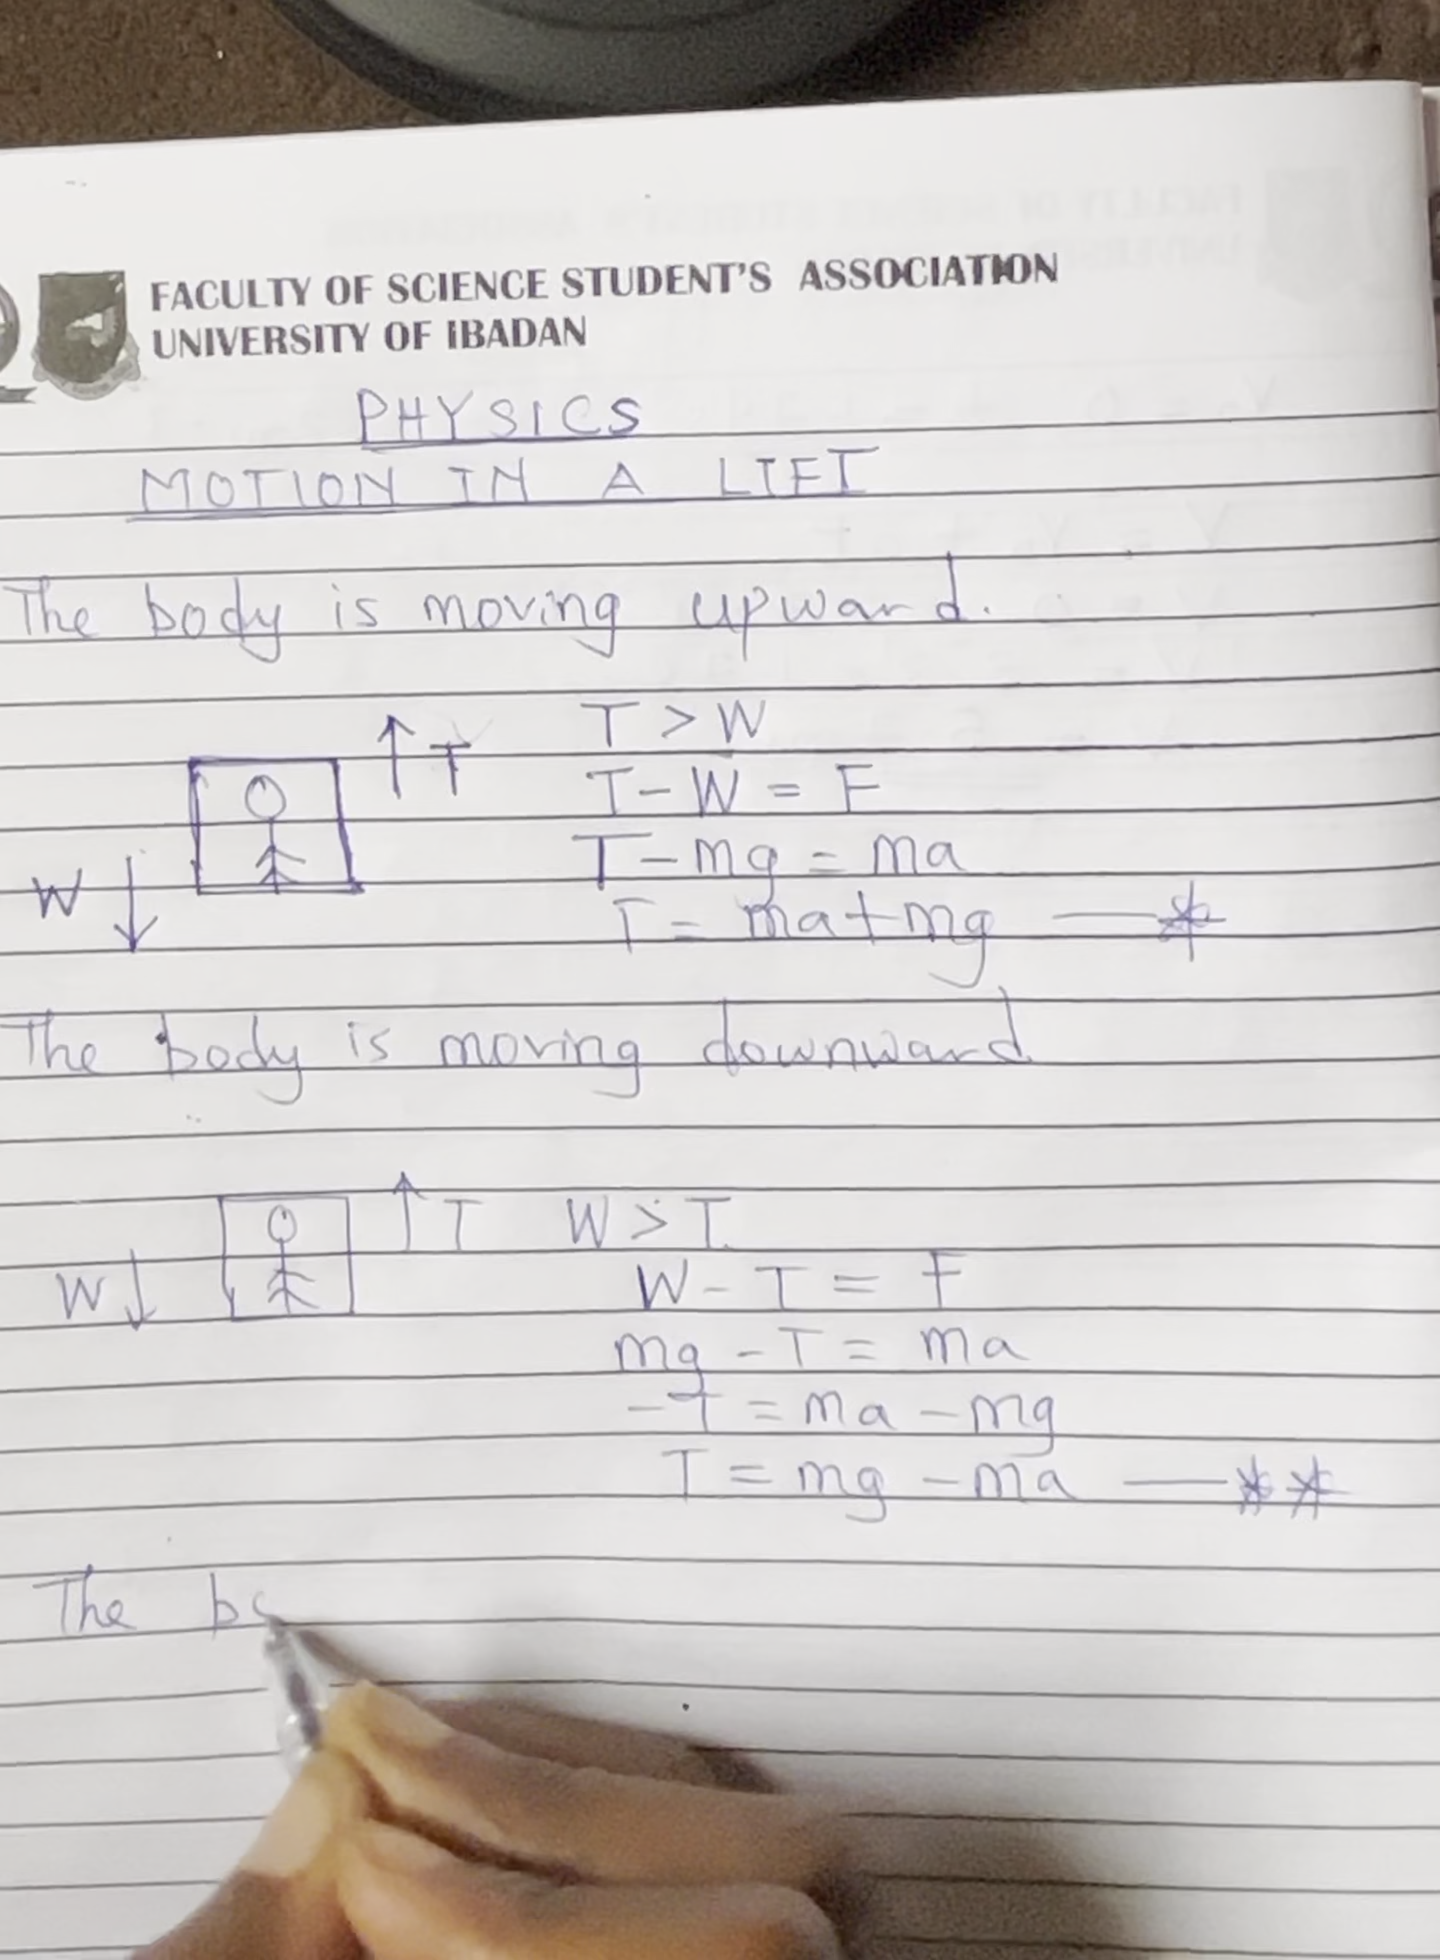 FACULTY OF SCIENCE STUDENT'S ASSOCIATION
UNIVERSITY OF IBADAN
PHYSICS
MOTION IN A LIFT
The body is moving upward.
T > W
T
T - W = F
T - mg = ma
W
T = ma + mg —*
The body is moving downward
T
W > T
W
W - T = F
mg - T = ma
-T = ma - mg
T = mg - ma —**
The bo